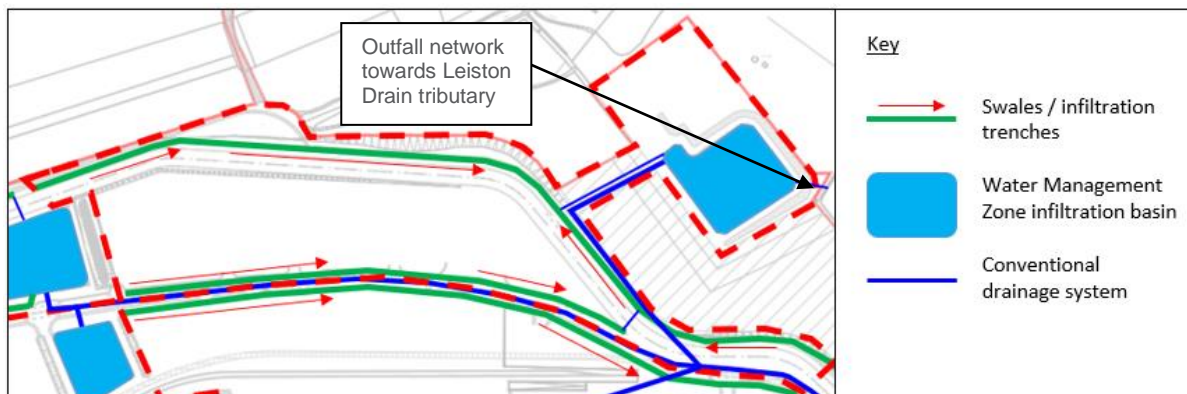 Outfall network
towards Leiston
Drain tributary
Key
Swales / infiltration
trenches
Water Management
Zone infiltration basin
Conventional
drainage system